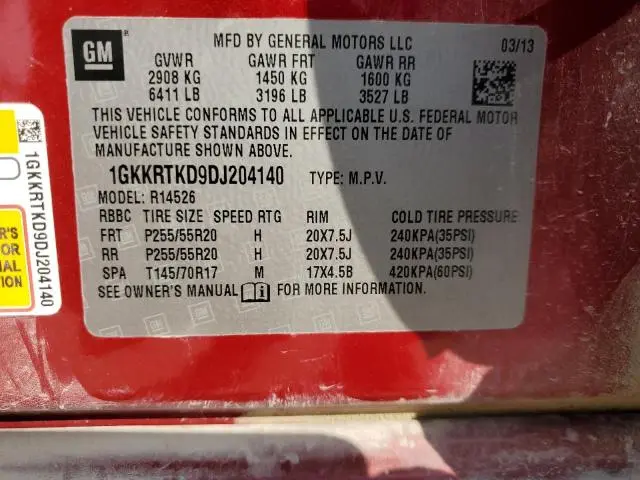 GM
MFD BY GENERAL MOTORS LLC 03/13
GVWR GAWR FRT GAWR RR
2908 KG 1450 KG 1600 KG
6411 LB 3196 LB 3527 LB
THIS VEHICLE CONFORMS TO ALL APPLICABLE U.S. FEDERAL MOTOR
VEHICLE SAFETY STANDARDS IN EFFECT ON THE DATE OF
MANUFACTURE SHOWN ABOVE.
1GKKRTKD9DJ204140 TYPE: M.P.V.
MODEL: R14526
RBBC TIRE SIZE SPEED RTG RIM COLD TIRE PRESSURE
FRT P255/55R20 H 20X7.5J 240KPA(35PSI)
RR P255/55R20 H 20X7.5J 240KPA(35PSI)
SPA T145/70R17 M 17X4.5B 420KPA(60PSI)
SEE OWNER'S MANUAL FOR MORE INFORMATION
1GKKRTKD9DJ204140
R'S
OR
IAL
TION